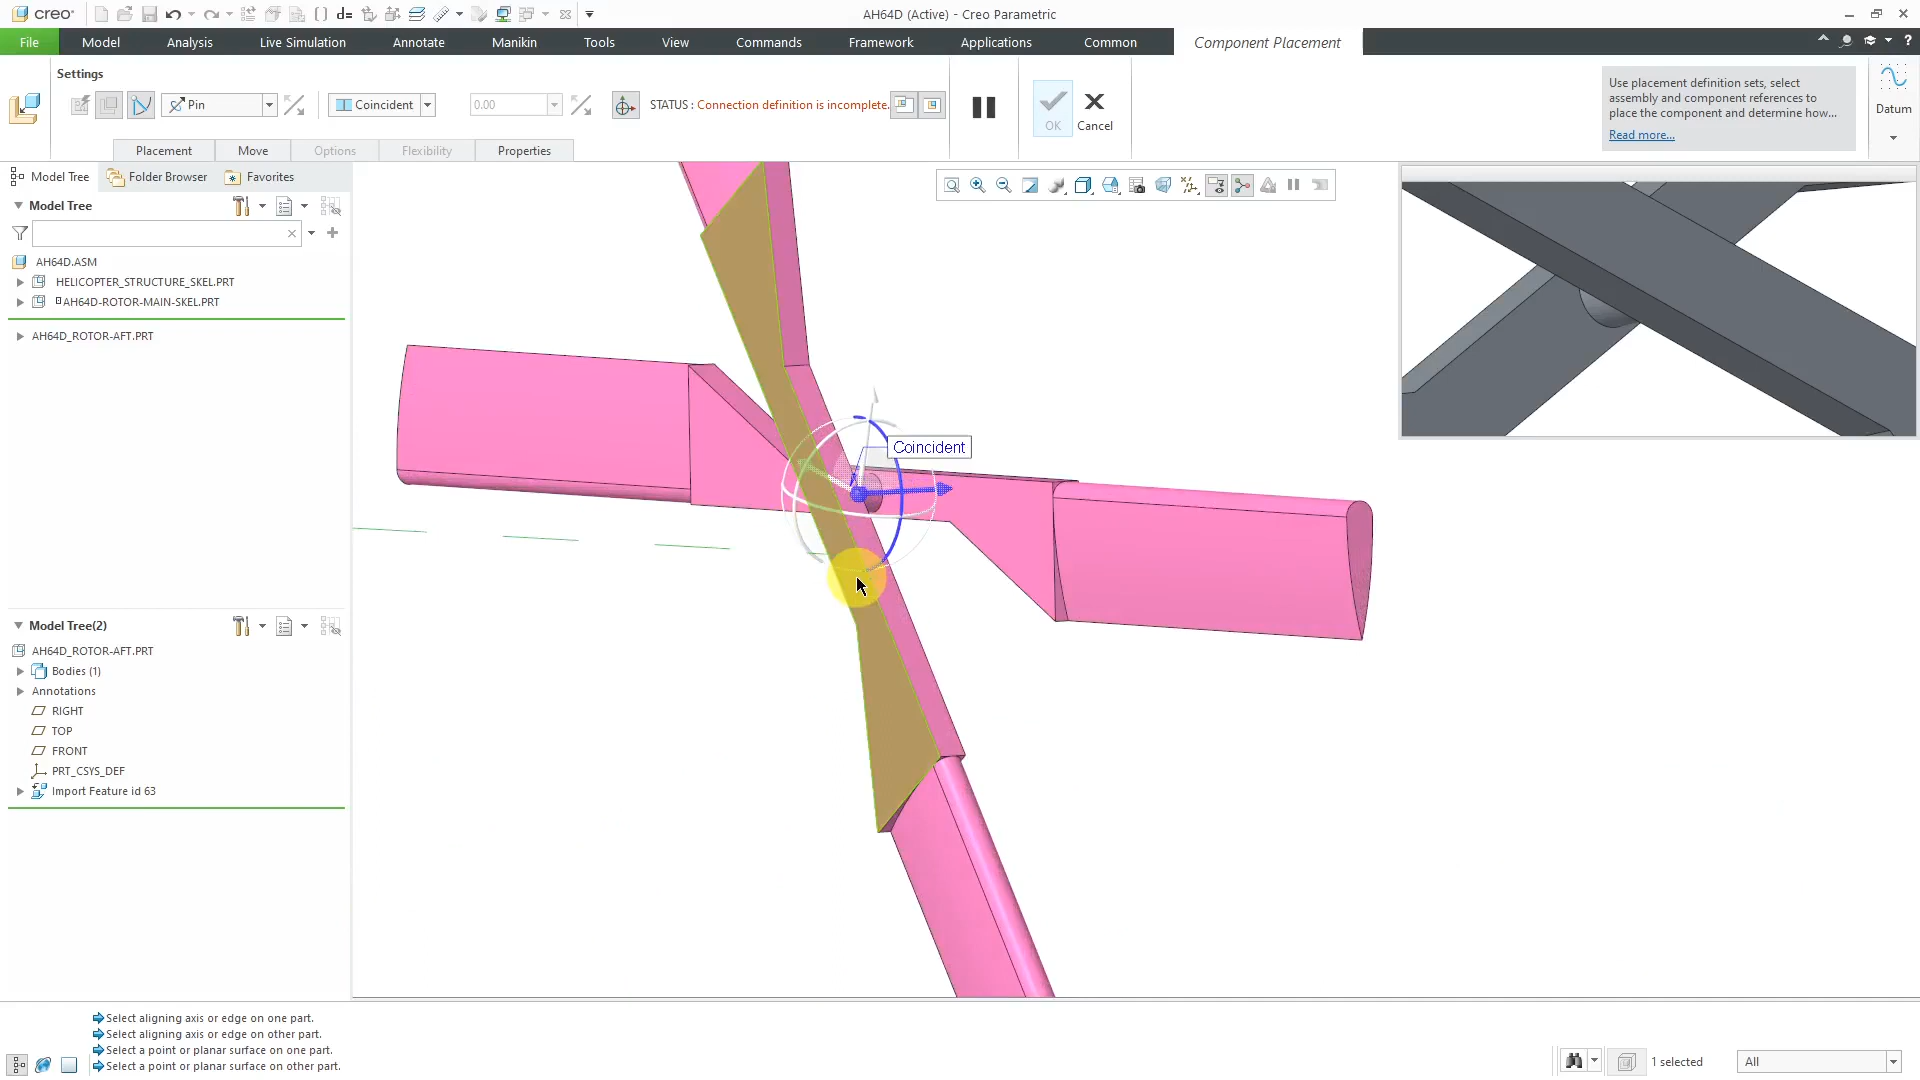 creo
d=
AH64D (Active) - Creo Parametric
File
Model
Analysis
Live Simulation
Annotate
Manikin
Tools
View
Commands
Framework
Applications
Common
Component Placement
Settings
Pin
Coincident
0.00
STATUS : Connection definition is incomplete.
OK
Cancel
Use placement definition sets, select
assembly and component references to
place the component and determine how...
Read more...
Datum
Placement
Move
Options
Flexibility
Properties
Model Tree
Folder Browser
Favorites
Model Tree
AH64D.ASM
HELICOPTER_STRUCTURE_SKEL.PRT
AH64D-ROTOR-MAIN-SKEL.PRT
AH64D_ROTOR-AFT.PRT
Coincident
Model Tree(2)
AH64D_ROTOR-AFT.PRT
Bodies (1)
Annotations
RIGHT
TOP
FRONT
PRT_CSYS_DEF
Import Feature id 63
Select aligning axis or edge on one part.
Select aligning axis or edge on other part.
Select a point or planar surface on one part.
Select a point or planar surface on other part.
1 selected
All